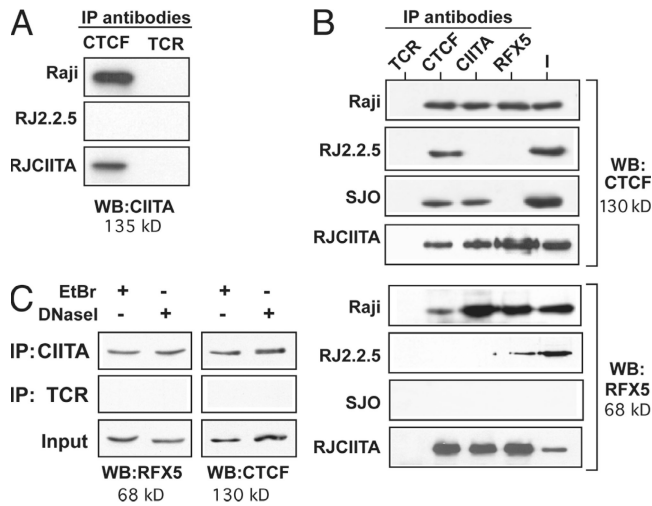 A
IP antibodies
CTCF TCR
Raji
RJ2.2.5
RJCIITA
WB:CIITA
135 kD
B
IP antibodies
TCR CTCF CIITA RFX5 I
Raji
RJ2.2.5
SJO
RJCIITA
WB:
CTCF
130 kD
Raji
RJ2.2.5
SJO
RJCIITA
WB:
RFX5
68 kD
C
EtBr + - + -
DNaseI - + - +
IP:CIITA
IP: TCR
Input
WB:RFX5 WB:CTCF
68 kD 130 kD